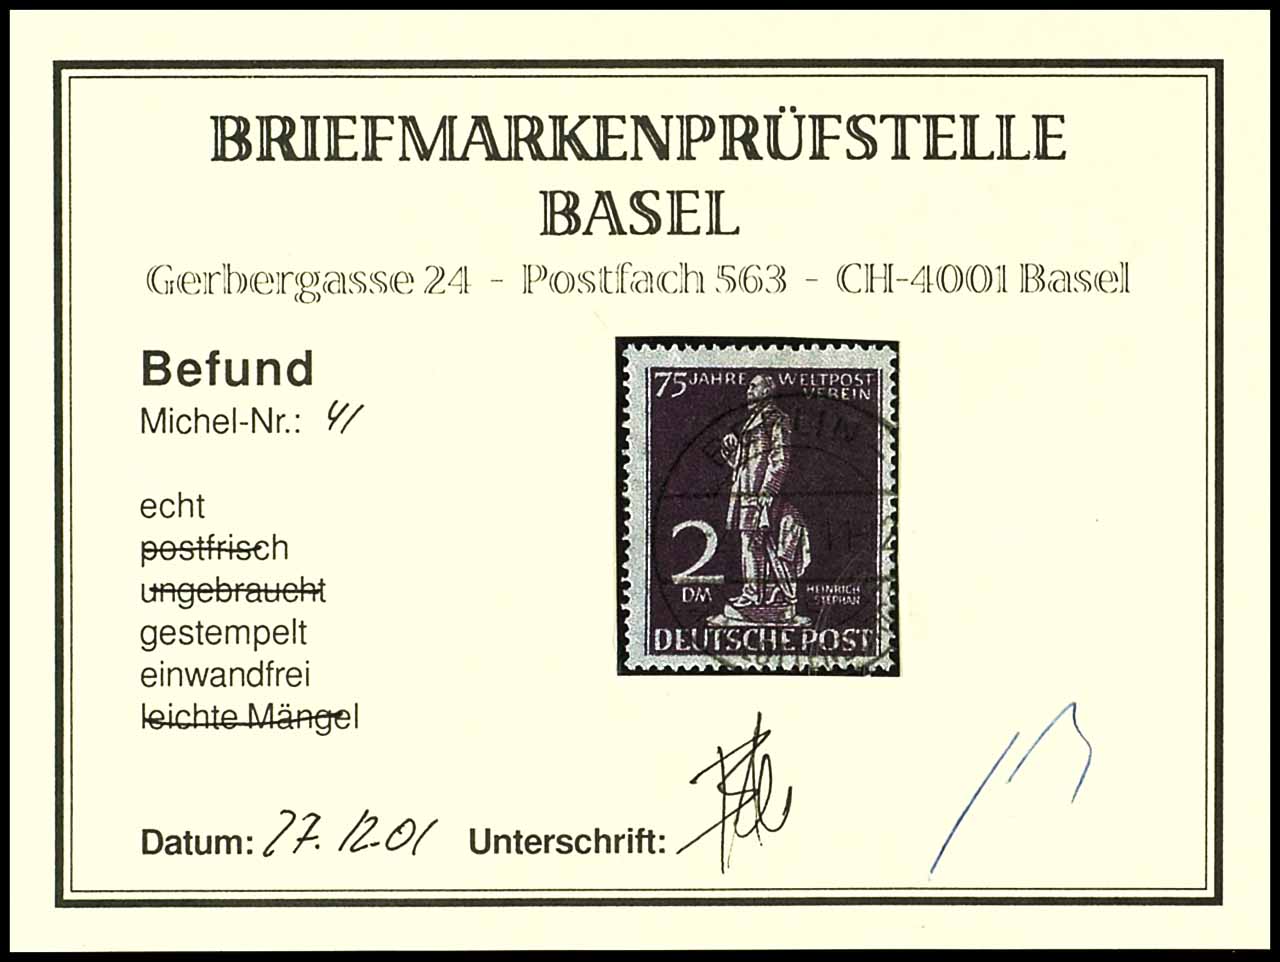 BRIEFMARKENPRÜFSTELLE
BASEL
Gerbergasse 24 - Postfach 563 - CH-4001 Basel
Befund
Michel-Nr.: 41
echt
postfrisch
ungebraucht
gestempelt
einwandfrei
leichte Mängel
75 JAHRE WELTPOST
VEREIN
BERLIN
2
DM
HEINRICH
STEPHAN
DEUTSCHE POST
Datum: 27.12.01 Unterschrift: